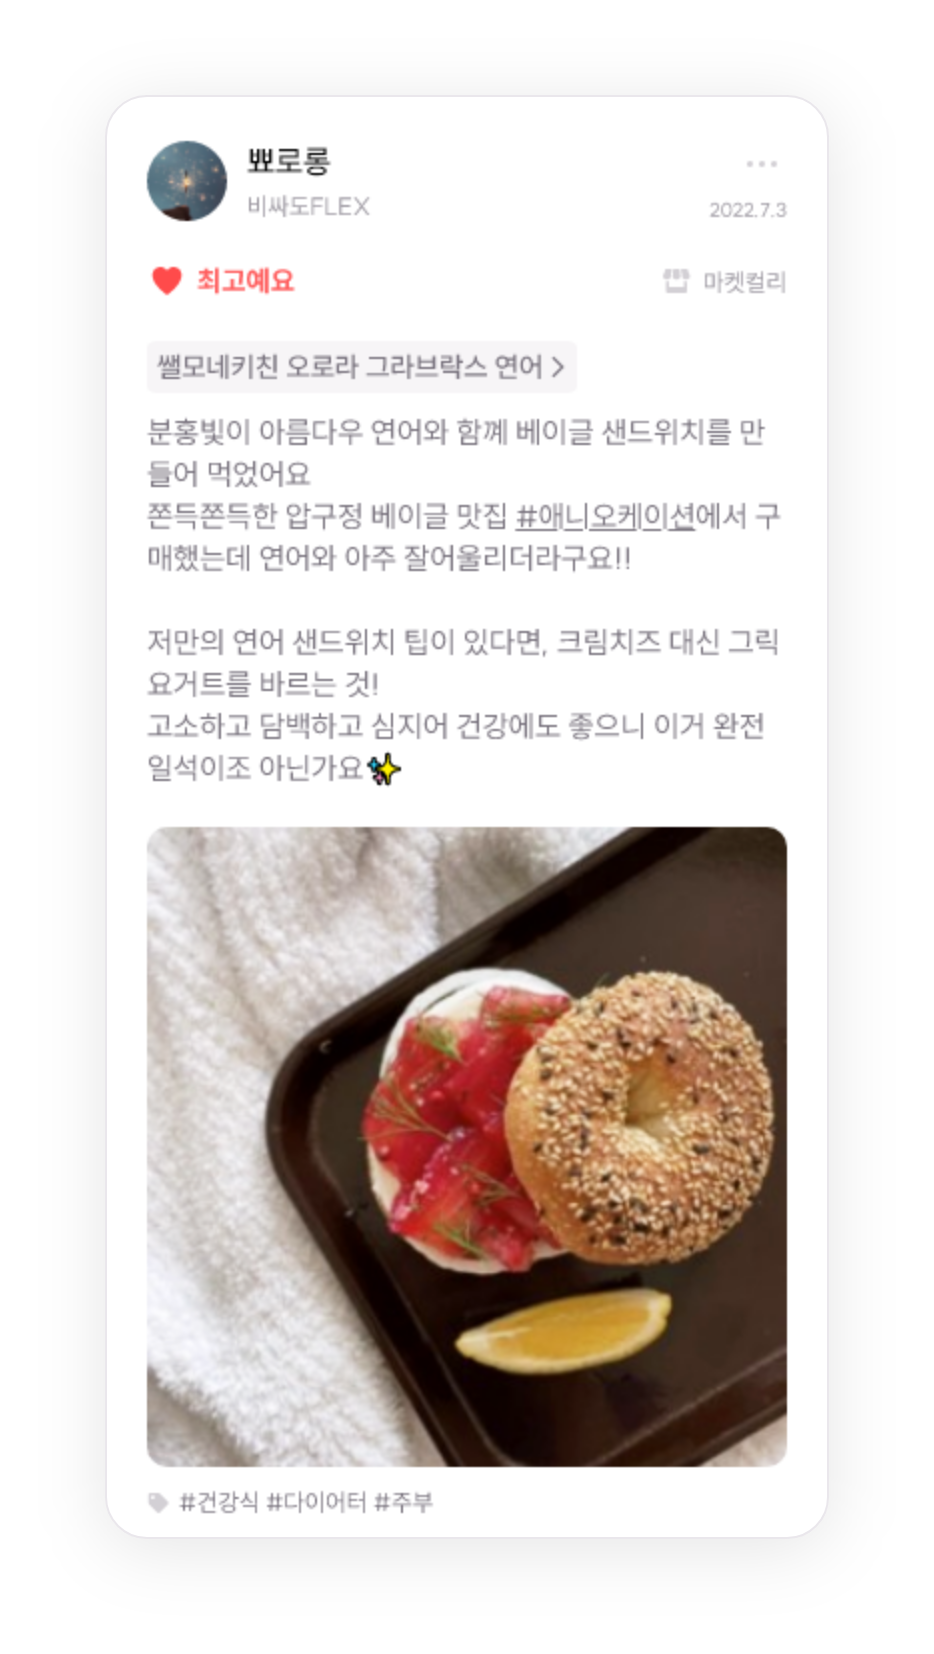 뾰로롱
비싸도FLEX
2022.7.3
최고예요
마켓컬리
쌜모네키친 오로라 그라브락스 연어 >
분홍빛이 아름다우 연어와 함꼐 베이글 샌드위치를 만
들어 먹었어요
쫀득쫀득한 압구정 베이글 맛집 #애니오케이션에서 구
매했는데 연어와 아주 잘어울리더라구요!!
저만의 연어 샌드위치 팁이 있다면, 크림치즈 대신 그릭
요거트를 바르는 것!
고소하고 담백하고 심지어 건강에도 좋으니 이거 완전
일석이조 아닌가요✨
#건강식 #다이어터 #주부